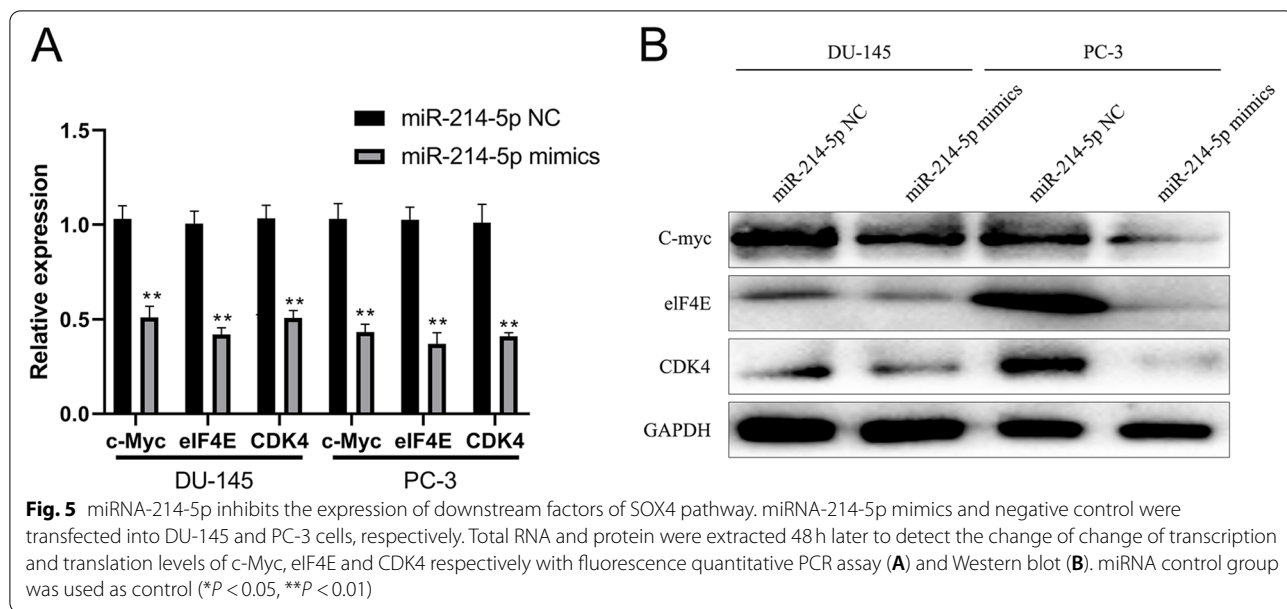 A
miR-214-5p NC
miR-214-5p mimics
Relative expression
1.5
1.0
0.5
0.0
** ** ** ** ** **
c-Myc eIF4E CDK4 c-Myc eIF4E CDK4
DU-145 PC-3
B
DU-145 PC-3
miR-214-5p NC miR-214-5p mimics miR-214-5p NC miR-214-5p mimics
C-myc
eIF4E
CDK4
GAPDH
Fig. 5 miRNA-214-5p inhibits the expression of downstream factors of SOX4 pathway. miRNA-214-5p mimics and negative control were
transfected into DU-145 and PC-3 cells, respectively. Total RNA and protein were extracted 48 h later to detect the change of change of transcription
and translation levels of c-Myc, eIF4E and CDK4 respectively with fluorescence quantitative PCR assay (A) and Western blot (B). miRNA control group
was used as control (*P < 0.05, **P < 0.01)